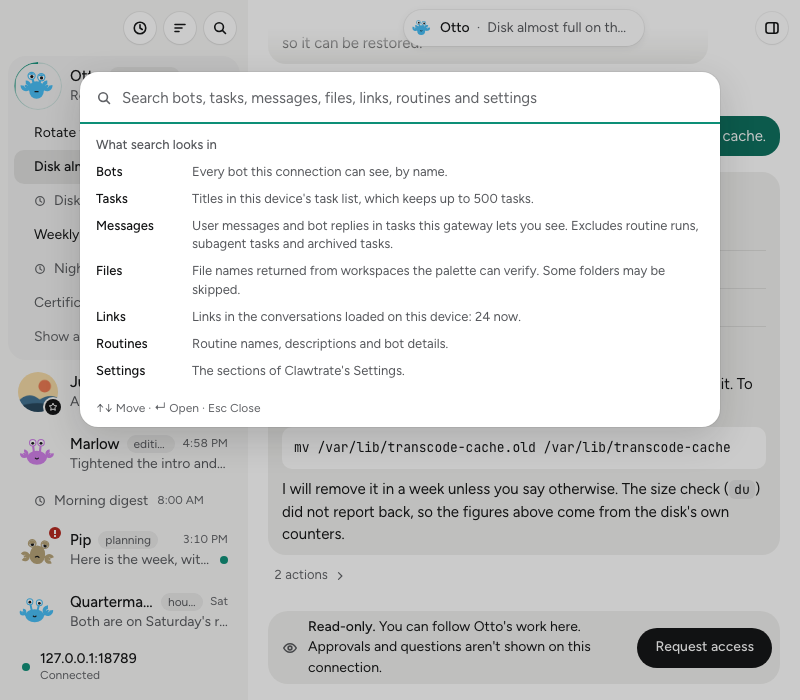 Otto · Disk almost full on th...
so it can be restored.
Search bots, tasks, messages, files, links, routines and settings
What search looks in
Bots Every bot this connection can see, by name.
Tasks Titles in this device's task list, which keeps up to 500 tasks.
Messages User messages and bot replies in tasks this gateway lets you see. Excludes routine runs,
subagent tasks and archived tasks.
Files File names returned from workspaces the palette can verify. Some folders may be
skipped.
Links Links in the conversations loaded on this device: 24 now.
Routines Routine names, descriptions and bot details.
Settings The sections of Clawtrate's Settings.
↑↓ Move · ↵ Open · Esc Close
Rotate
Disk
Weekly
Show
Marlow editi... 4:58 PM
Tightened the intro and...
Morning digest 8:00 AM
! Pip planning 3:10 PM
Here is the week, wit...
Quarterma... hou... Sat
Both are on Saturday's r...
127.0.0.1:18789
Connected
cache.
it. To
mv /var/lib/transcode-cache.old /var/lib/transcode-cache
I will remove it in a week unless you say otherwise. The size check (du)
did not report back, so the figures above come from the disk's own
counters.
2 actions
Read-only. You can follow Otto's work here.
Approvals and questions aren't shown on this
connection.
Request access